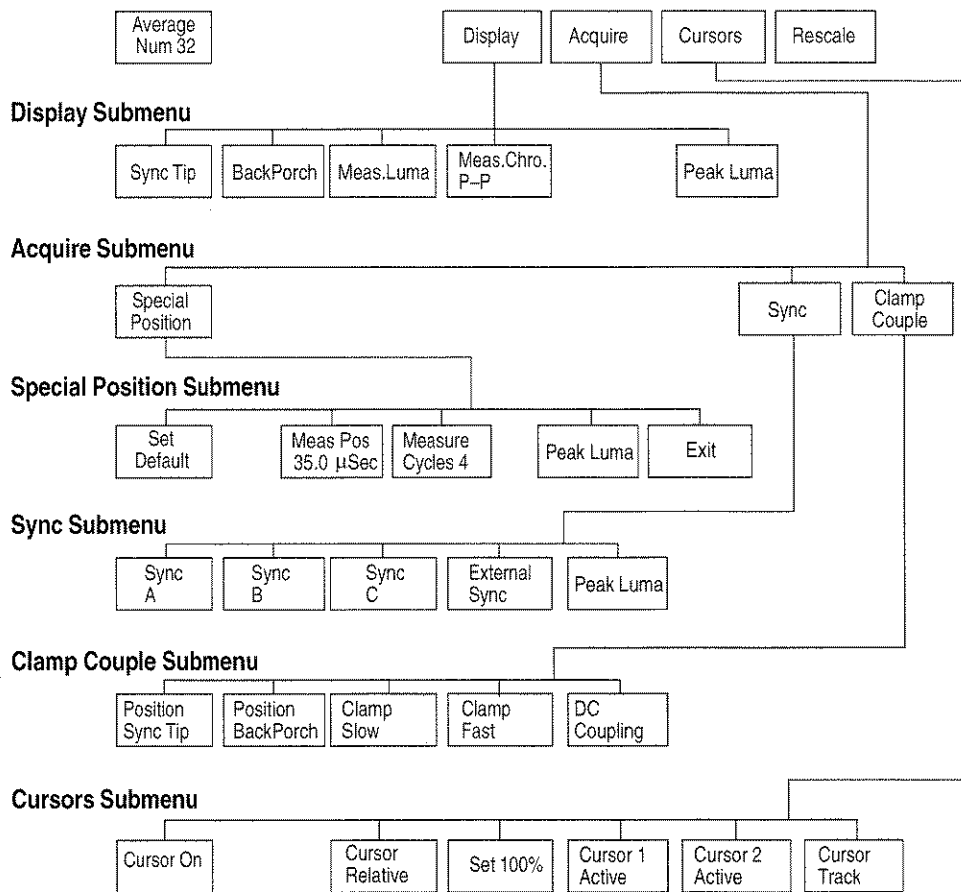 Average
Num 32
Display
Acquire
Cursors
Rescale
Display Submenu
Sync Tip
BackPorch
Meas.Luma
Meas.Chro.
P–P
Peak Luma
Acquire Submenu
Special
Position
Sync
Clamp
Couple
Special Position Submenu
Set
Default
Meas Pos
35.0 µSec
Measure
Cycles 4
Peak Luma
Exit
Sync Submenu
Sync
A
Sync
B
Sync
C
External
Sync
Peak Luma
Clamp Couple Submenu
Position
Sync Tip
Position
BackPorch
Clamp
Slow
Clamp
Fast
DC
Coupling
Cursors Submenu
Cursor On
Cursor
Relative
Set 100%
Cursor 1
Active
Cursor 2
Active
Cursor
Track